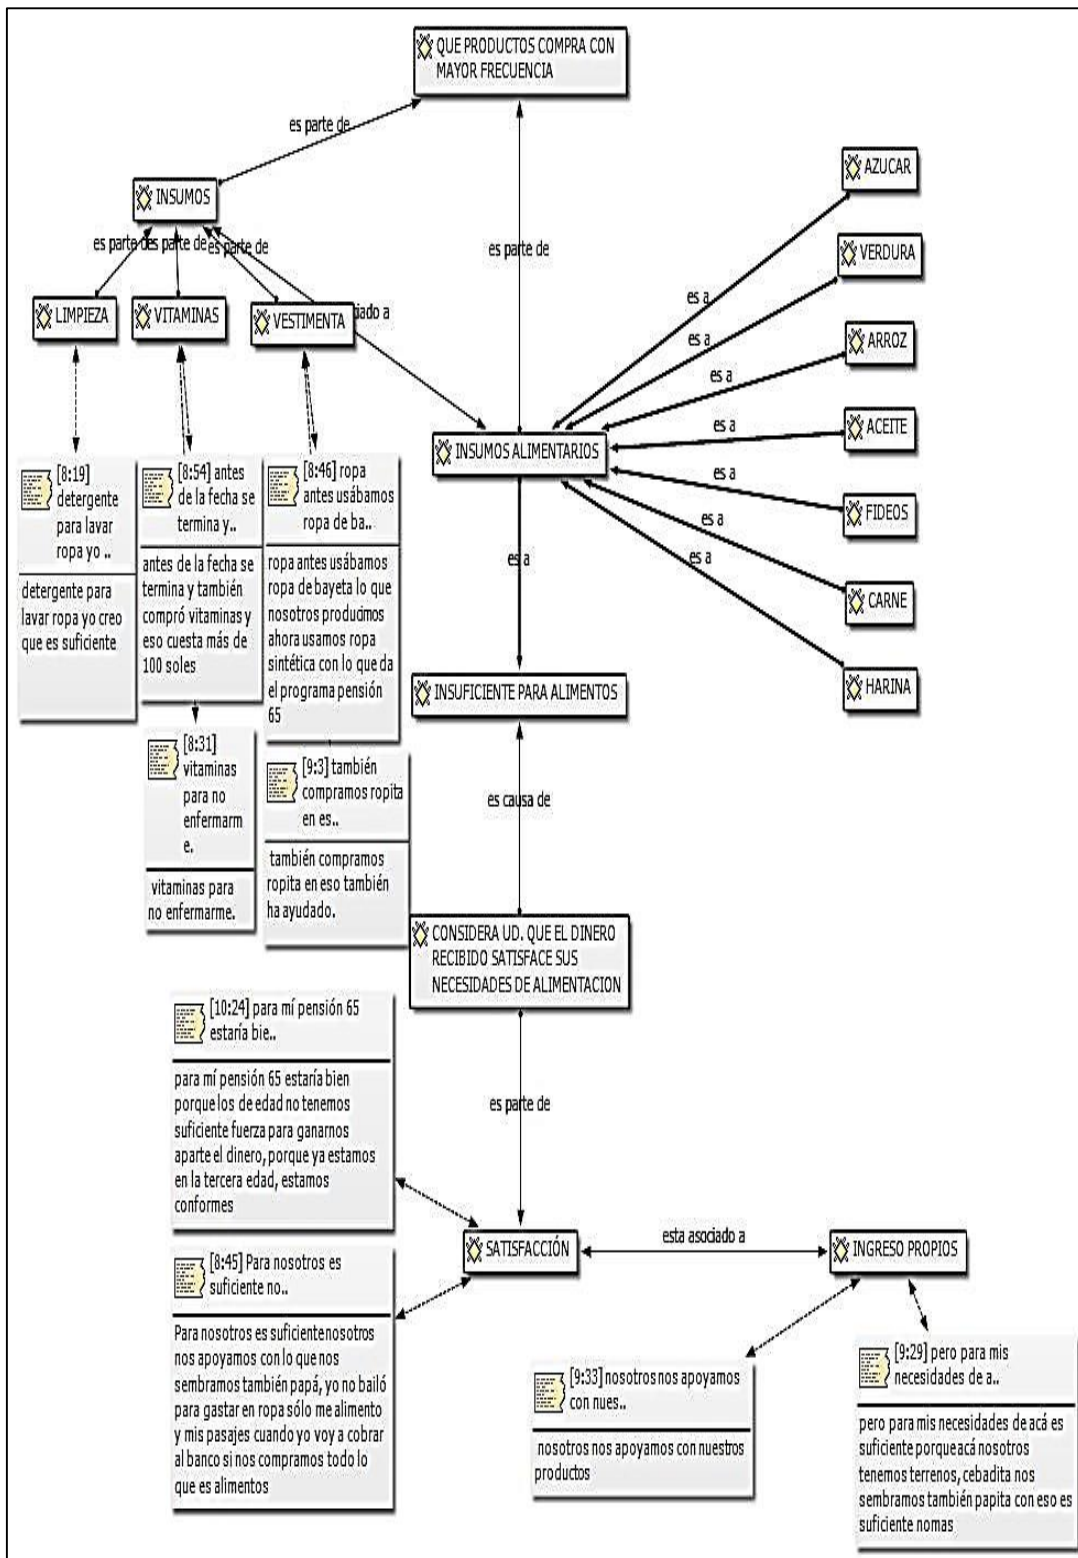 QUE PRODUCTOS COMPRA CON
MAYOR FRECUENCIA
es parte de
INSUMOS
es parte de
es parte de
es parte de
es parte de
LIMPIEZA
VITAMINAS
VESTIMENTA
ciado a
AZUCAR
VERDURA
ARROZ
ACEITE
FIDEOS
CARNE
HARINA
es a
es a
es a
es a
es a
es a
es a
INSUMOS ALIMENTARIOS
[8:19]
detergente
para lavar
ropa yo ..
detergente para
lavar ropa yo creo
que es suficiente
[8:54] antes
de la fecha se
termina y..
antes de la fecha se
termina y también
compró vitaminas y
eso cuesta más de
100 soles
[8:46] ropa
antes usábamos
ropa de ba..
ropa antes usábamos
ropa de bayeta lo que
nosotros producimos
ahora usamos ropa
sintética con lo que da
el programa pensión
65
es a
INSUFICIENTE PARA ALIMENTOS
[8:31]
vitaminas
para no
enfermarm
e.
vitaminas para
no enfermarme.
[9:3] también
compramos ropita
en es..
también compramos
ropita en eso también
ha ayudado.
es causa de
CONSIDERA UD. QUE EL DINERO
RECIBIDO SATISFACE SUS
NECESIDADES DE ALIMENTACION
[10:24] para mí pensión 65
estaría bie..
para mí pensión 65 estaría bien
porque los de edad no tenemos
suficiente fuerza para ganarnos
aparte el dinero, porque ya estamos
en la tercera edad, estamos
conformes
es parte de
SATISFACCIÓN
esta asociado a
INGRESO PROPIOS
[8:45] Para nosotros es
suficiente no..
Para nosotros es suficiente nosotros
nos apoyamos con lo que nos
sembramos también papá, yo no bailó
para gastar en ropa sólo me alimento
y mis pasajes cuando yo voy a cobrar
al banco si nos compramos todo lo
que es alimentos
[9:33] nosotros nos apoyamos
con nues..
nosotros nos apoyamos con nuestros
productos
[9:29] pero para mis
necesidades de a..
pero para mis necesidades de acá es
suficiente porque acá nosotros
tenemos terrenos, cebadita nos
sembramos también papita con eso es
suficiente nomas